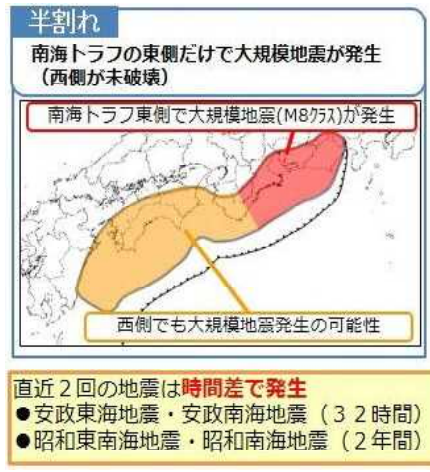 半割れ
南海トラフの東側だけで大規模地震が発生
（西側が未破壊）
南海トラフ東側で大規模地震(M8クラス)が発生
西側でも大規模地震発生の可能性
直近２回の地震は時間差で発生
●安政東海地震・安政南海地震（３２時間）
●昭和東南海地震・昭和南海地震（２年間）